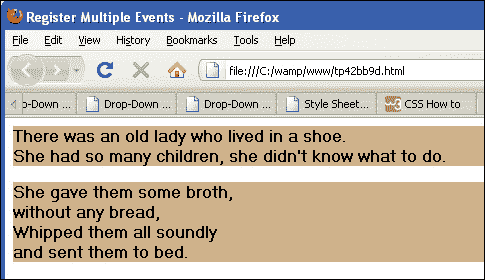 Register Multiple Events - Mozilla Firefox
File Edit View History Bookmarks Tools Help
file:///C:/wamp/www/tp42bb9d.html
op-Down ... Drop-Down ... Drop-Down ... Style Sheet... CSS How to
There was an old lady who lived in a shoe.
She had so many children, she didn't know what to do.
She gave them some broth,
without any bread,
Whipped them all soundly
and sent them to bed.